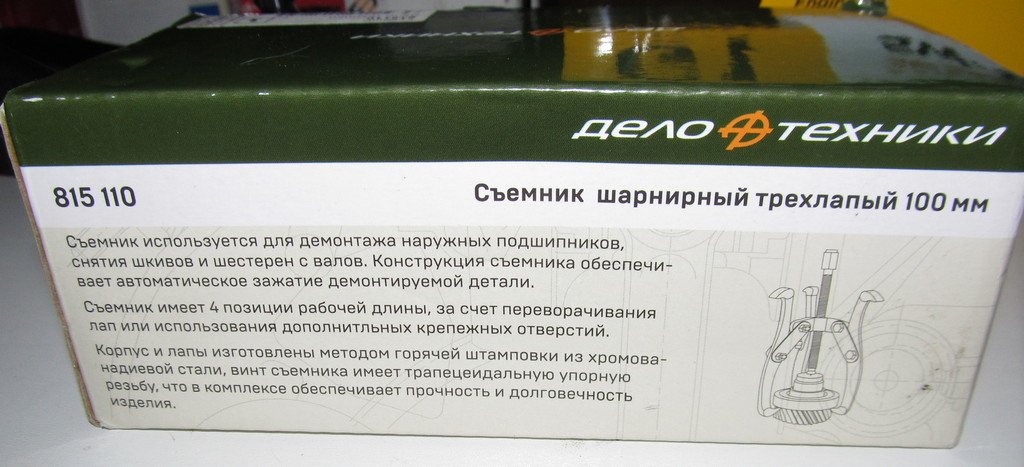 дело техники
815 110
Съемник шарнирный трехлапый 100 мм
Съемник используется для демонтажа наружных подшипников,
снятия шкивов и шестерен с валов. Конструкция съемника обеспечи-
вает автоматическое зажатие демонтируемой детали.
Съемник имеет 4 позиции рабочей длины, за счет переворачивания
лап или использования дополнитльных крепежных отверстий.
Корпус и лапы изготовлены методом горячей штамповки из хромова-
надиевой стали, винт съемника имеет трапецеидальную упорную
резьбу, что в комплексе обеспечивает прочность и долговечность
изделия.